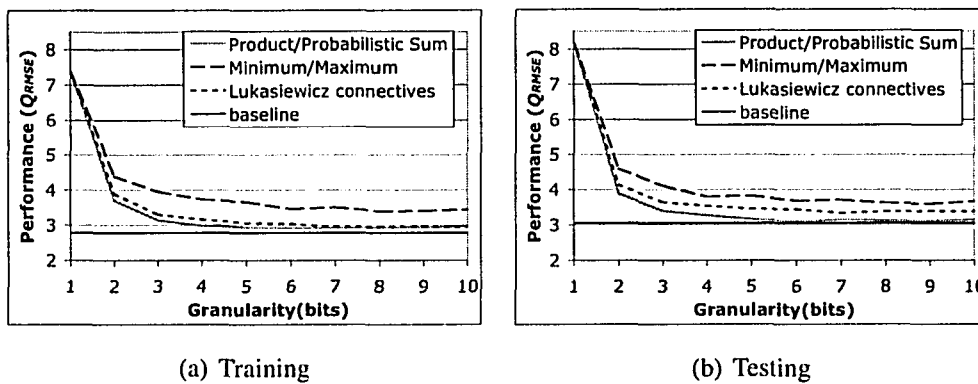 Product/Probabilistic Sum
Minimum/Maximum
Lukasiewicz connectives
baseline
Performance (QRMSE)
8
7
6
5
4
3
2
1 2 3 4 5 6 7 8 9 10
Granularity(bits)
(a) Training
Product/Probabilistic Sum
Minimum/Maximum
Lukasiewicz connectives
baseline
Performance (QRMSE)
8
7
6
5
4
3
2
1 2 3 4 5 6 7 8 9 10
Granularity(bits)
(b) Testing